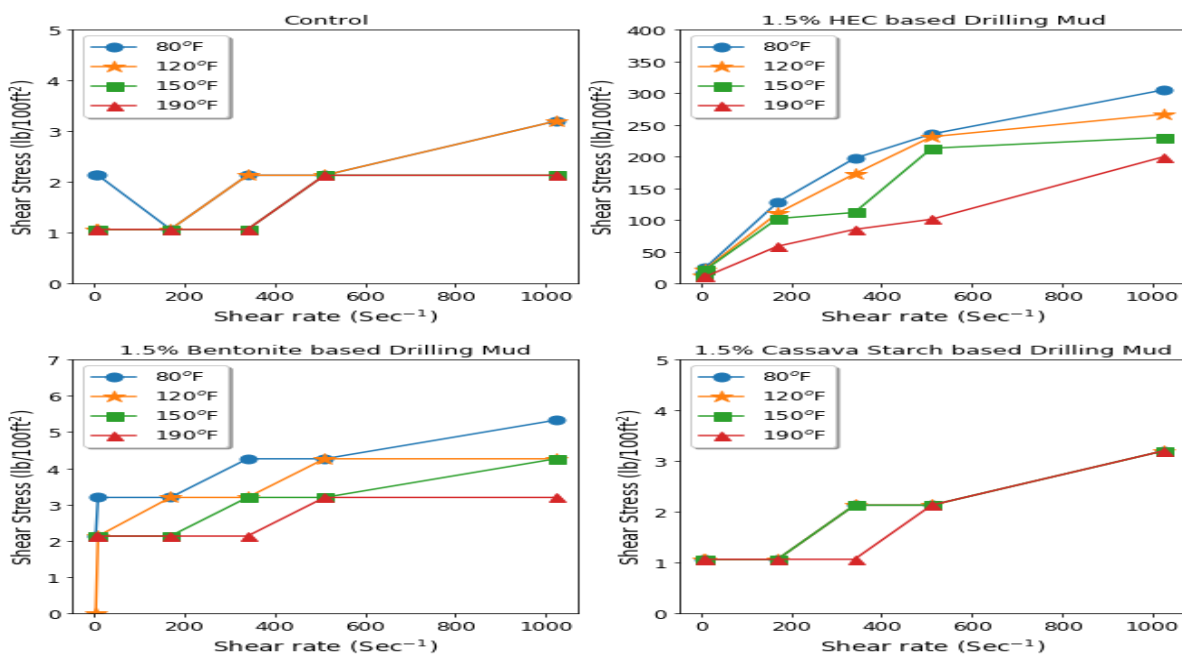 Control
5
4
3
2
1
0
80°F
120°F
150°F
190°F
Shear Stress (lb/100ft²)
0 200 400 600 800 1000
Shear rate (Sec⁻¹)
1.5% HEC based Drilling Mud
400
350
300
250
200
150
100
50
0
80°F
120°F
150°F
190°F
Shear Stress (lb/100ft²)
0 200 400 600 800 1000
Shear rate (Sec⁻¹)
1.5% Bentonite based Drilling Mud
7
6
5
4
3
2
1
0
80°F
120°F
150°F
190°F
Shear Stress (lb/100ft²)
0 200 400 600 800 1000
Shear rate (Sec⁻¹)
1.5% Cassava Starch based Drilling Mud
5
4
3
2
1
0
80°F
120°F
150°F
190°F
Shear Stress (lb/100ft²)
0 200 400 600 800 1000
Shear rate (Sec⁻¹)